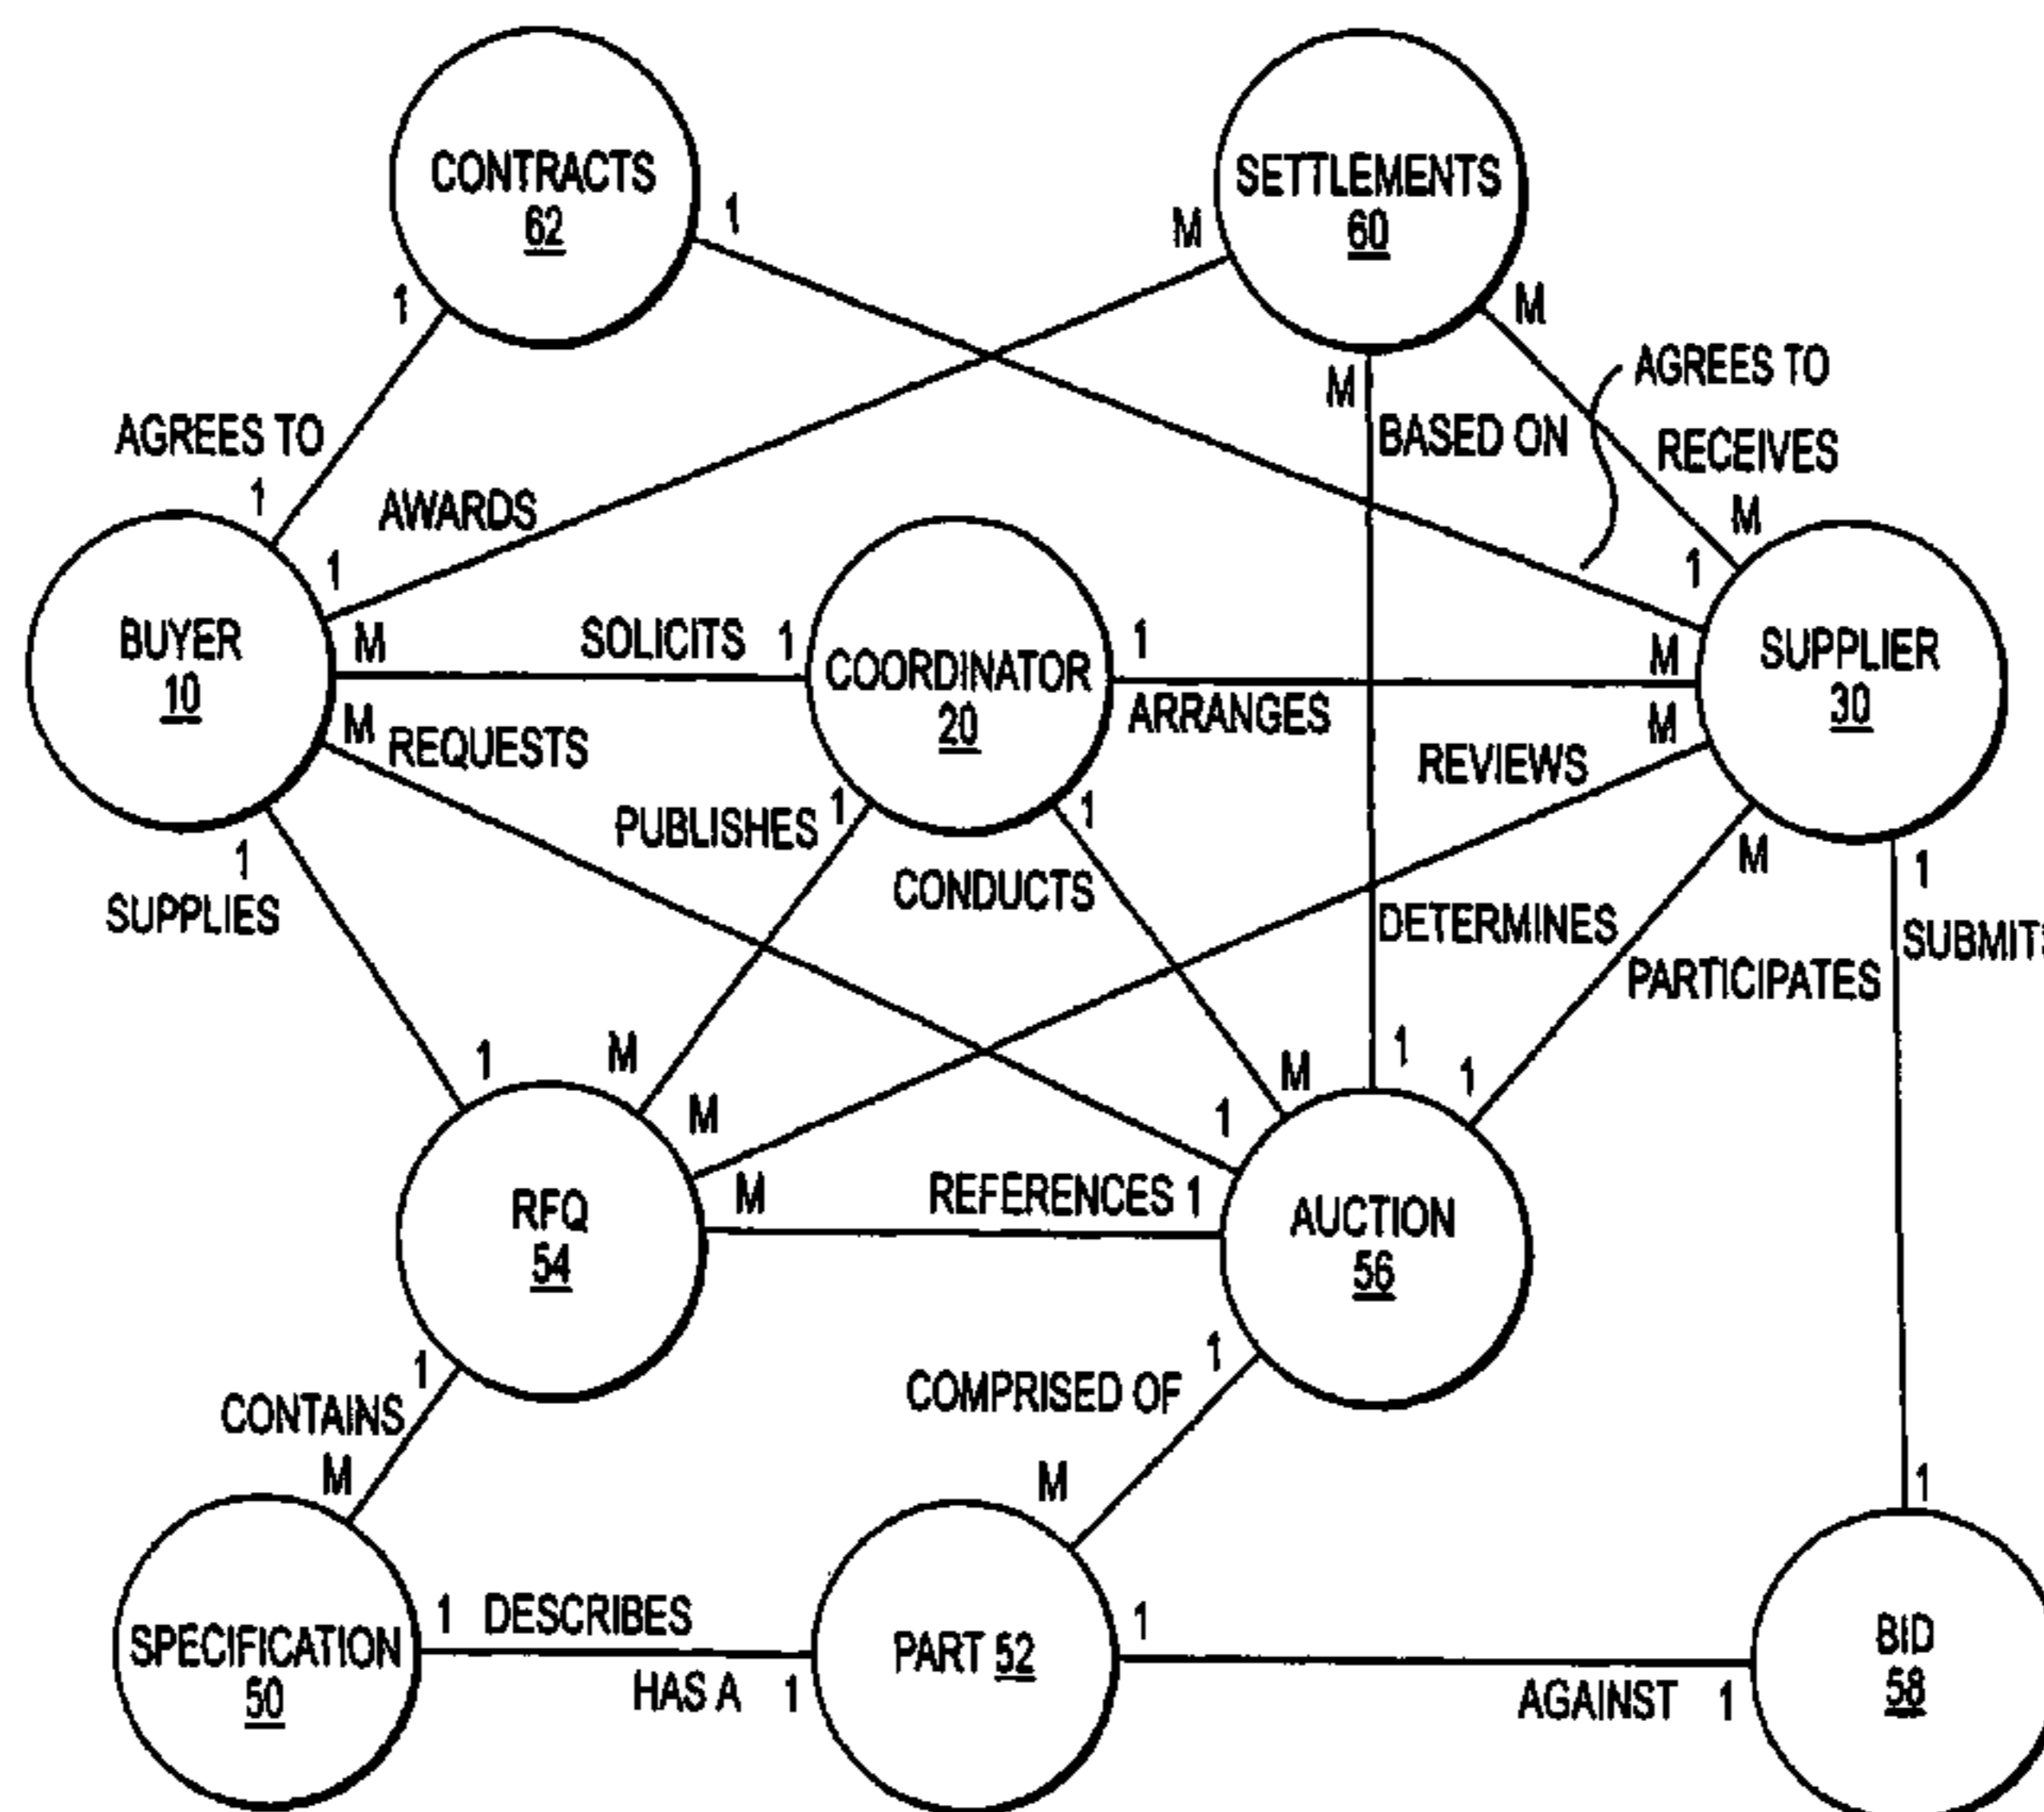 CONTRACTS
62
SETTLEMENTS
60
1
M
1
M
M
AGREES TO
AGREES TO
BASED ON
RECEIVES
1
AWARDS
M
1
1
BUYER
10
M
SOLICITS
1
COORDINATOR
20
1
ARRANGES
M
SUPPLIER
30
M
REQUESTS
REVIEWS
M
PUBLISHES
1
1
1
M
1
SUPPLIES
CONDUCTS
DETERMINES
SUBMITS
PARTICIPATES
1
M
M
1
1
M
1
M
REFERENCES
1
RFQ
54
AUCTION
56
1
1
CONTAINS
COMPRISED OF
M
M
1
1
DESCRIBES
1
SPECIFICATION
50
HAS A
1
PART 52
AGAINST
1
BID
58